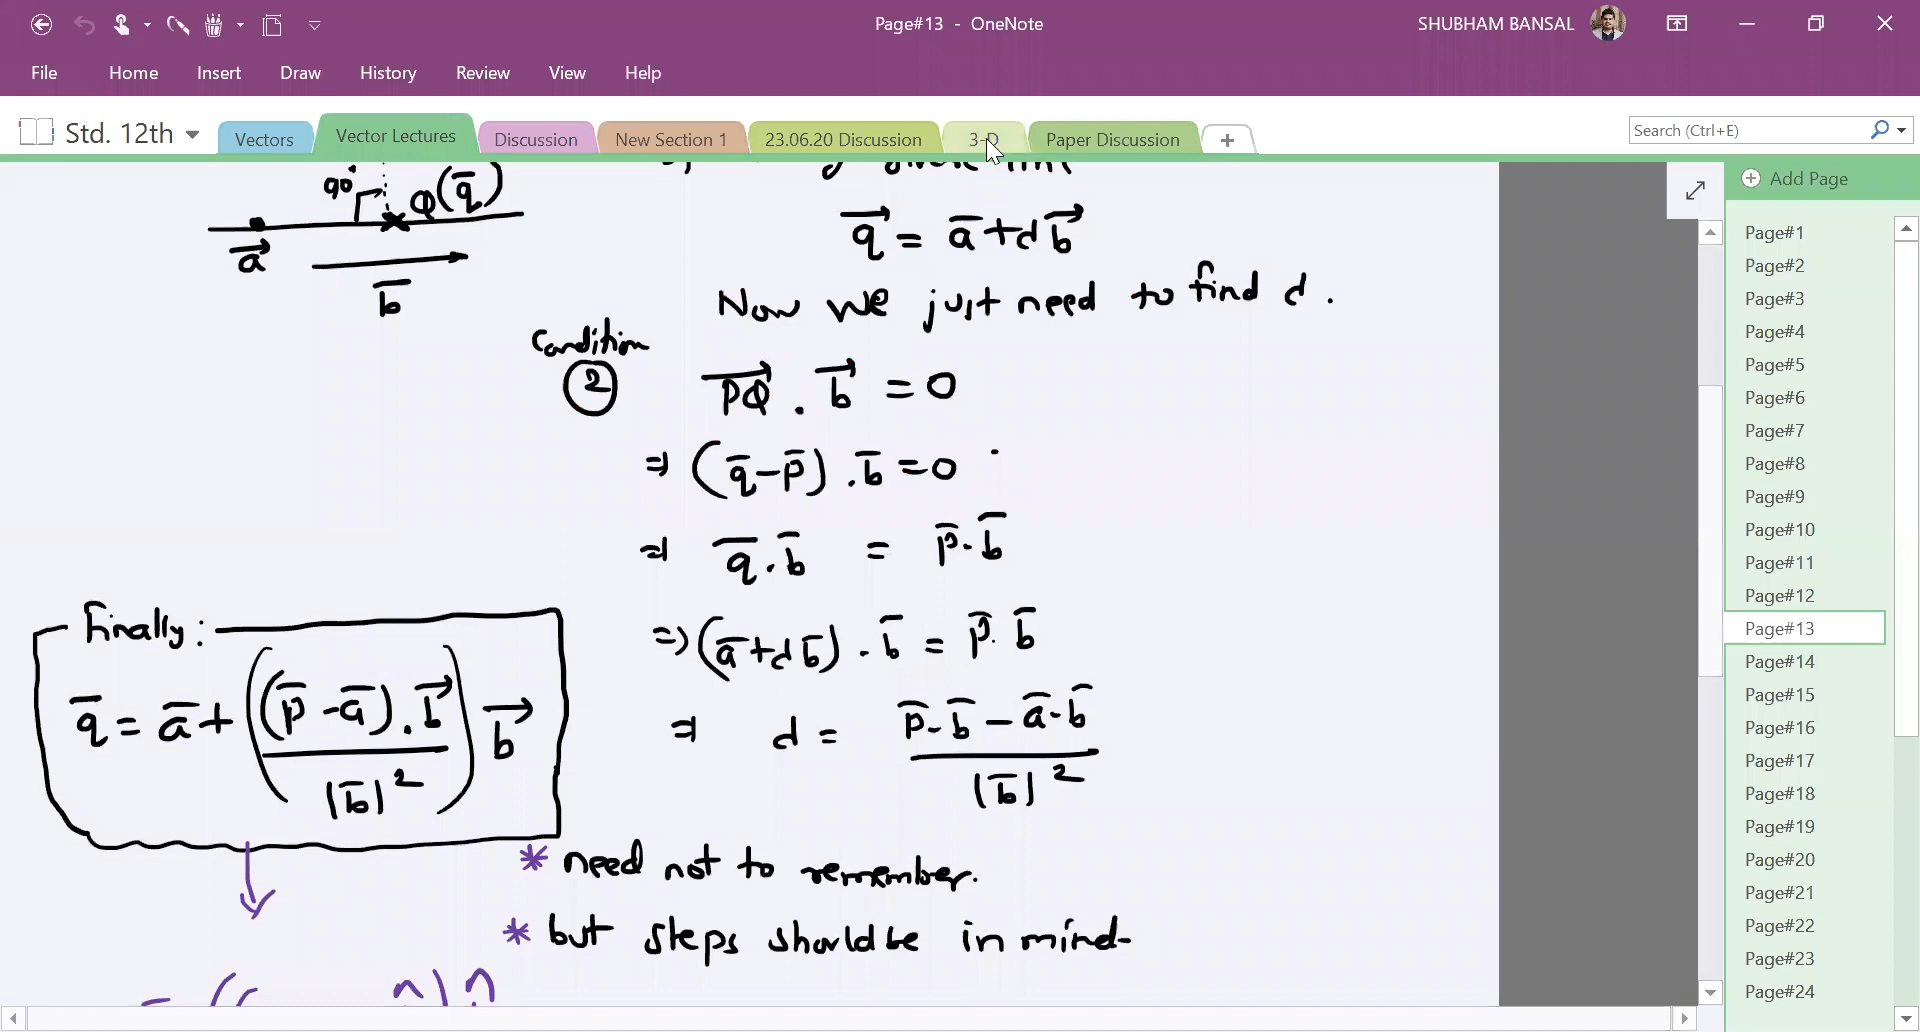 Page#13 - OneNote
SHUBHAM BANSAL
File Home Insert Draw History Review View Help
Std. 12th
Vectors
Vector Lectures
Discussion
New Section 1
23.06.20 Discussion
3-D
Paper Discussion
+
Search (Ctrl+E)
Add Page
90° Q(q̅)
a⃗
b̅
q⃗ = a̅+db⃗
Now we just need to find d.
Condition
② PQ⃗ . b⃗ = 0
⇒ (q̅-p̅) . b̅ = 0
⇒ q̅.b̅ = p̅.b̅
⇒ (a̅+db̅) . b̅ = p̅.b̅
⇒ d = (p̅.b̅ - a̅.b̅) / |b̅|²
Finally:
q̅ = a̅+ ((p̅-a̅).b⃗ / |b̅|²) b⃗
* need not to remember.
* but steps should be in mind-
Page#1
Page#2
Page#3
Page#4
Page#5
Page#6
Page#7
Page#8
Page#9
Page#10
Page#11
Page#12
Page#13
Page#14
Page#15
Page#16
Page#17
Page#18
Page#19
Page#20
Page#21
Page#22
Page#23
Page#24